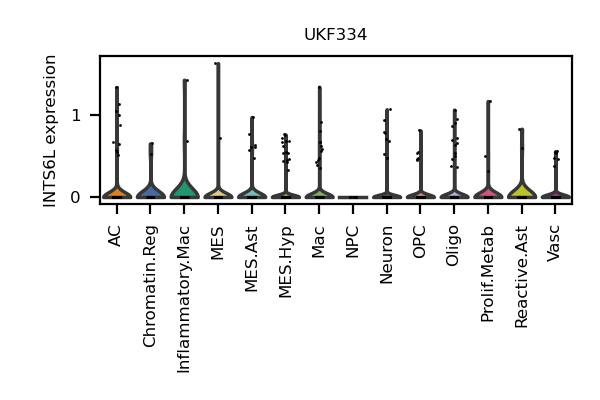 UKF334
INTS6L expression
1
0
AC
Chromatin.Reg
Inflammatory.Mac
MES
MES.Ast
MES.Hyp
Mac
NPC
Neuron
OPC
Oligo
Prolif.Metab
Reactive.Ast
Vasc